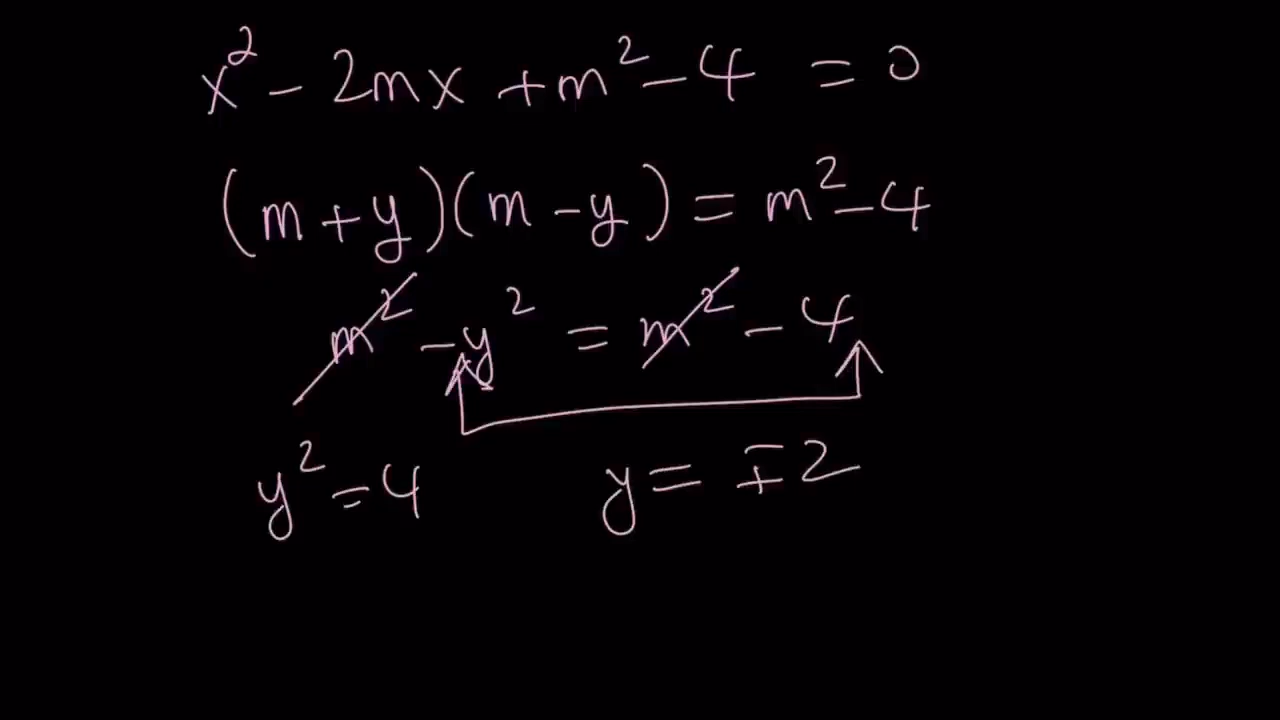 x² - 2mx + m² - 4 = 0
(m + y)(m - y) = m² - 4
m² - y² = m² - 4
y² = 4 y = ∓2